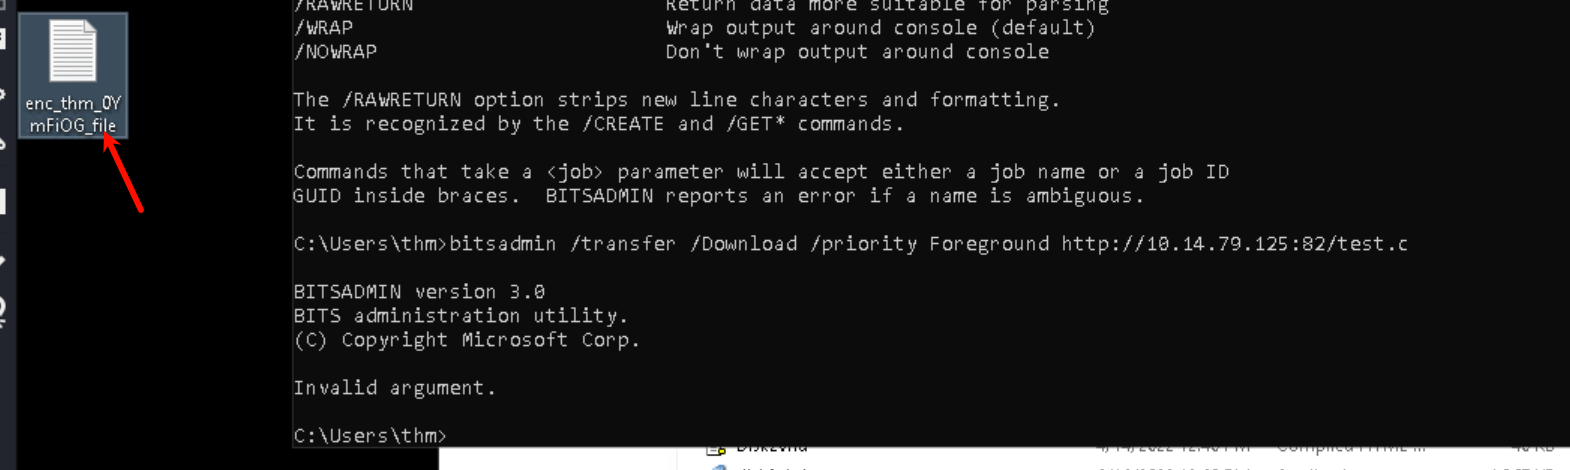 enc_thm_0Y
mFiOG_file
/RAWRETURN Return data more suitable for parsing
/WRAP Wrap output around console (default)
/NOWRAP Don't wrap output around console
The /RAWRETURN option strips new line characters and formatting.
It is recognized by the /CREATE and /GET* commands.
Commands that take a <job> parameter will accept either a job name or a job ID
GUID inside braces.  BITSADMIN reports an error if a name is ambiguous.
C:\Users\thm>bitsadmin /transfer /Download /priority Foreground http://10.14.79.125:82/test.c
BITSADMIN version 3.0
BITS administration utility.
(C) Copyright Microsoft Corp.
Invalid argument.
C:\Users\thm>